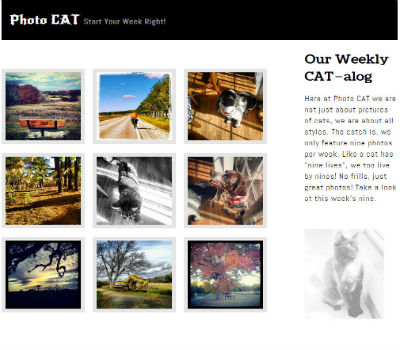 Photo CAT Start Your Week Right!
Our Weekly
CAT-alog
Here at Photo CAT we are
not just about pictures
of cats, we are about all
styles. The catch is, we
only feature nine photos
per week. Like a cat has
"nine lives", we too live
by nines! No frills, just
great photos! Take a look
at this week's nine.